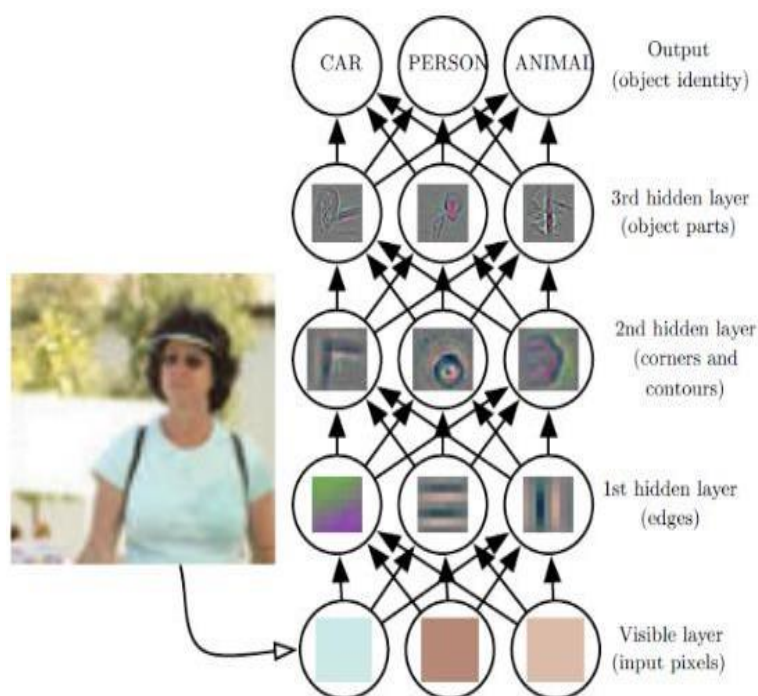 CAR
PERSON
ANIMAL
Output
(object identity)
3rd hidden layer
(object parts)
2nd hidden layer
(corners and
contours)
1st hidden layer
(edges)
Visible layer
(input pixels)